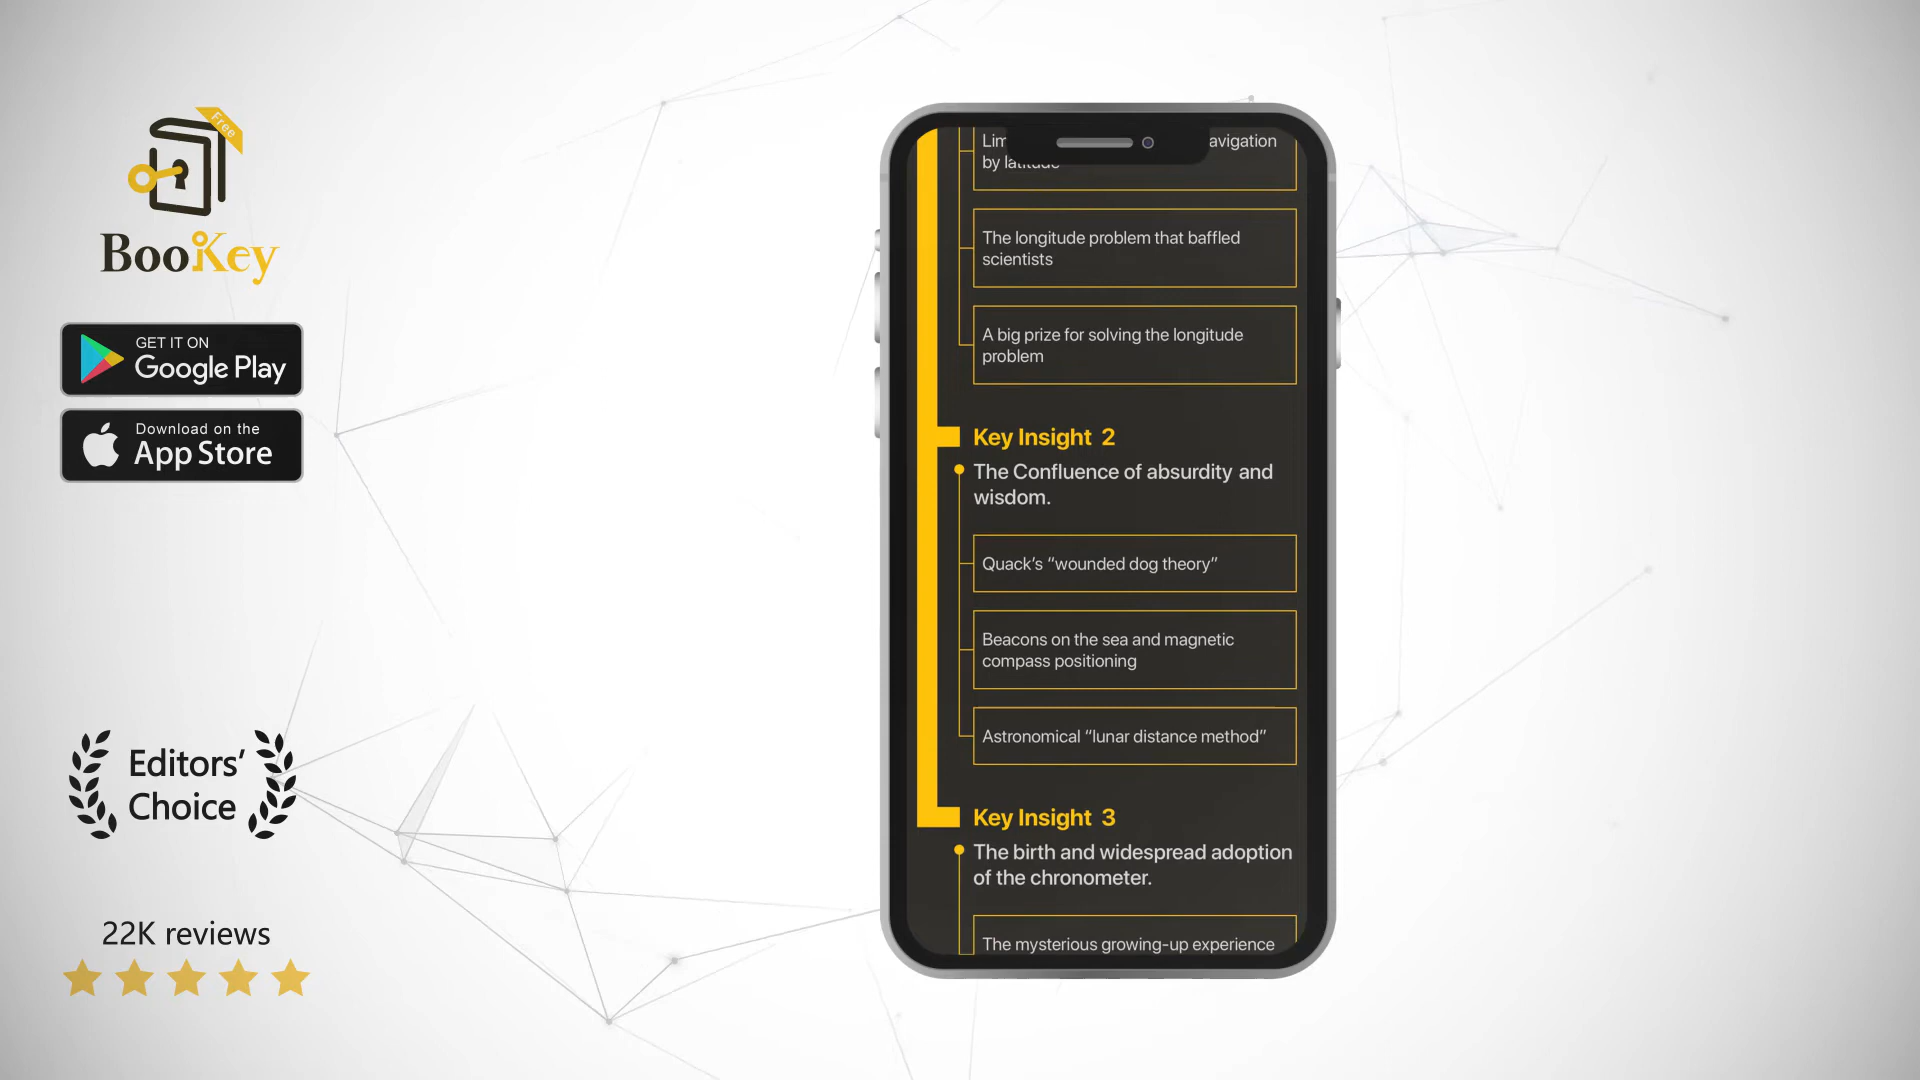 Free
BooKey
GET IT ON
Google Play
Download on the
App Store
Editors'
Choice
22K reviews
by latitude
The longitude problem that baffled
scientists
A big prize for solving the longitude
problem
Key Insight 2
The Confluence of absurdity and
wisdom.
Quack's “wounded dog theory”
Beacons on the sea and magnetic
compass positioning
Astronomical “lunar distance method”
Key Insight 3
The birth and widespread adoption
of the chronometer.
The mysterious growing-up experience